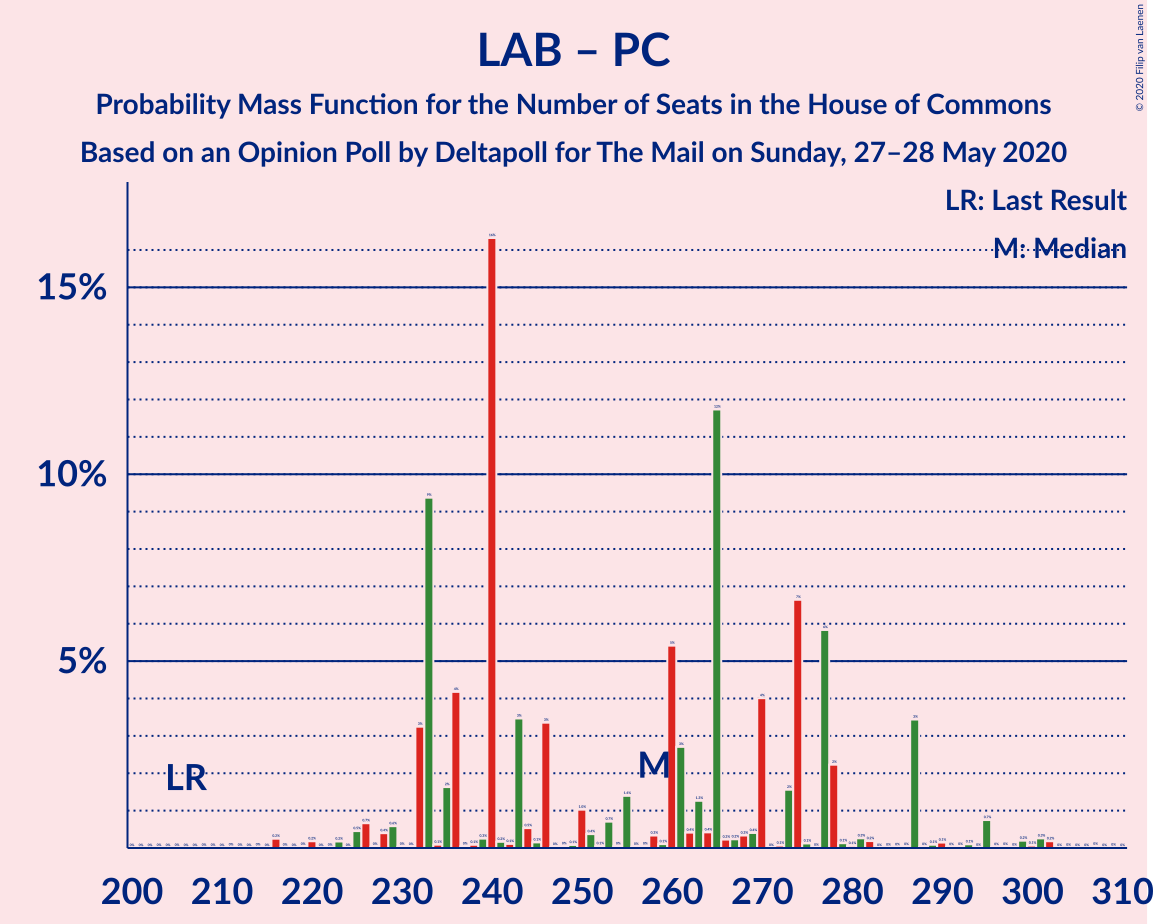 LAB – PC
Probability Mass Function for the Number of Seats in the House of Commons
Based on an Opinion Poll by Deltapoll for The Mail on Sunday, 27–28 May 2020
© 2020 Filip van Laenen
LR: Last Result
M: Median
15%
10%
5%
LR
M
200 210 220 230 240 250 260 270 280 290 300 310